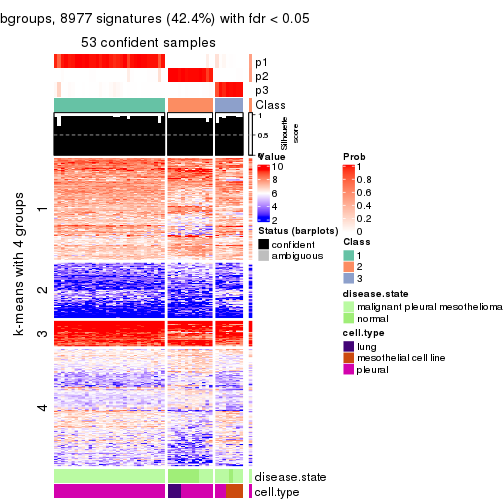 bgroups, 8977 signatures (42.4%) with fdr < 0.05
53 confident samples
p1
p2
p3
Class
1
0.5
0
Silhouette
score
k-means with 4 groups
1
2
3
4
Value
10
8
6
4
2
Status (barplots)
confident
ambiguous
Prob
1
0.8
0.6
0.4
0.2
0
Class
1
2
3
disease.state
malignant pleural mesothelioma
normal
cell.type
lung
mesothelial cell line
pleural
disease.state
cell.type